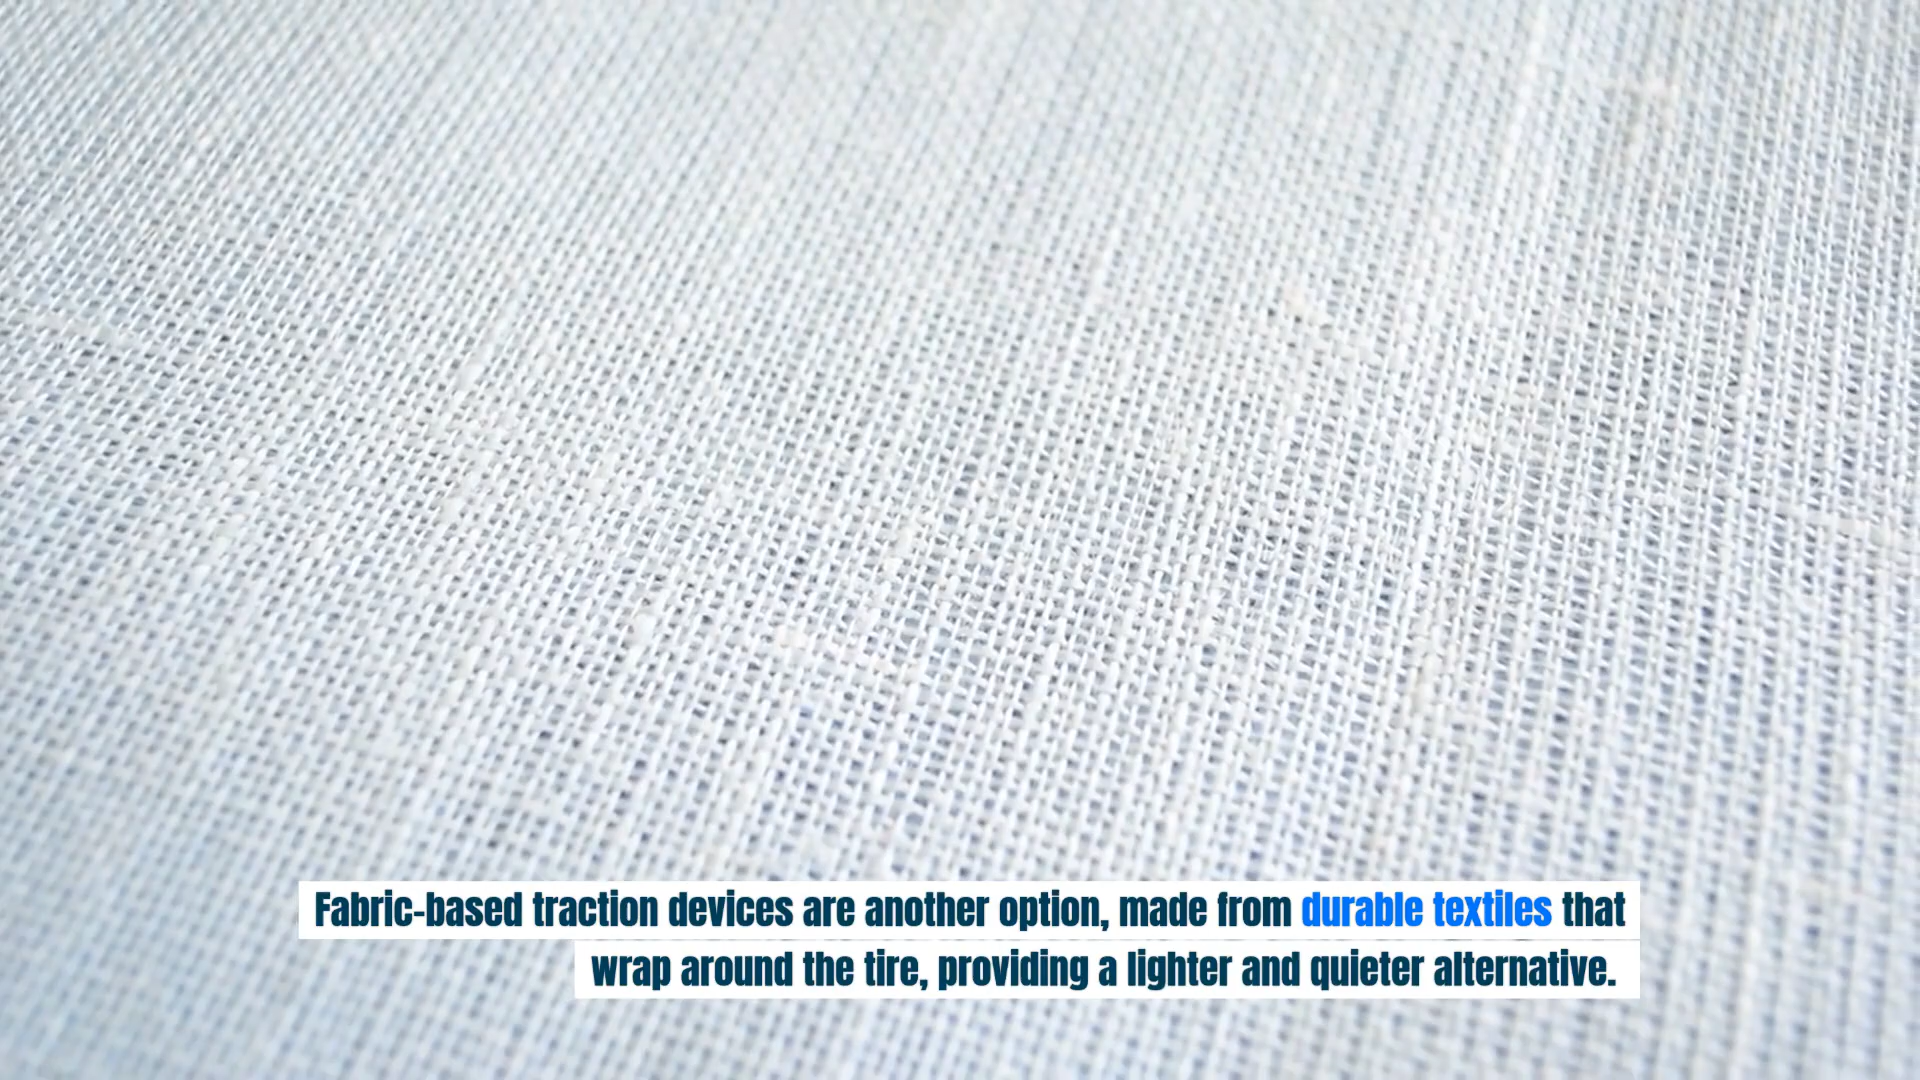 Fabric-based traction devices are another option, made from durable textiles that
wrap around the tire, providing a lighter and quieter alternative.